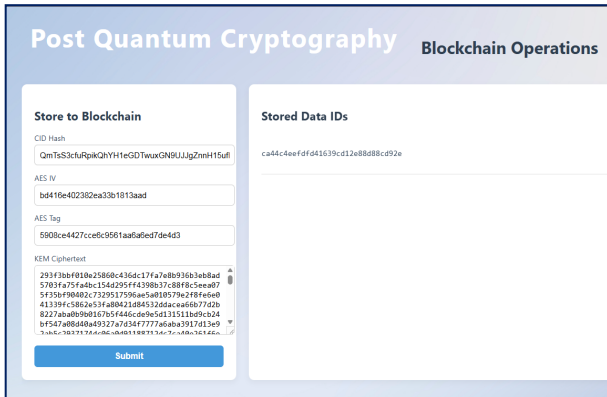 Post Quantum Cryptography
Blockchain Operations
Store to Blockchain
CID Hash
QmTsS3cfuRpikQhYH1eGDTwuxGN9UJJgZnnH15ufl
AES IV
bd416e402382ea33b1813aad
AES Tag
5908ce4427cce6c9561aa6a6ed7de4d3
KEM Ciphertext
293f3bbf010e25860c436dc17fa7e8b936b3eb8ad
5703fa75fa4bc154d295ff4398b37c88f8c5eea07
5f35bf90402c7329517596ae5a010579e2f8fe6e0
41339fc5862e53fa80421d84532ddacea66b77d2b
8227aba0b9b0167b5f446cde9e5d131511bd9cb24
bf547a08d40a49327a7d34f7777a6aba3917d13e9
Submit
Stored Data IDs
ca44c4eefdfd41639cd12e88d88cd92e